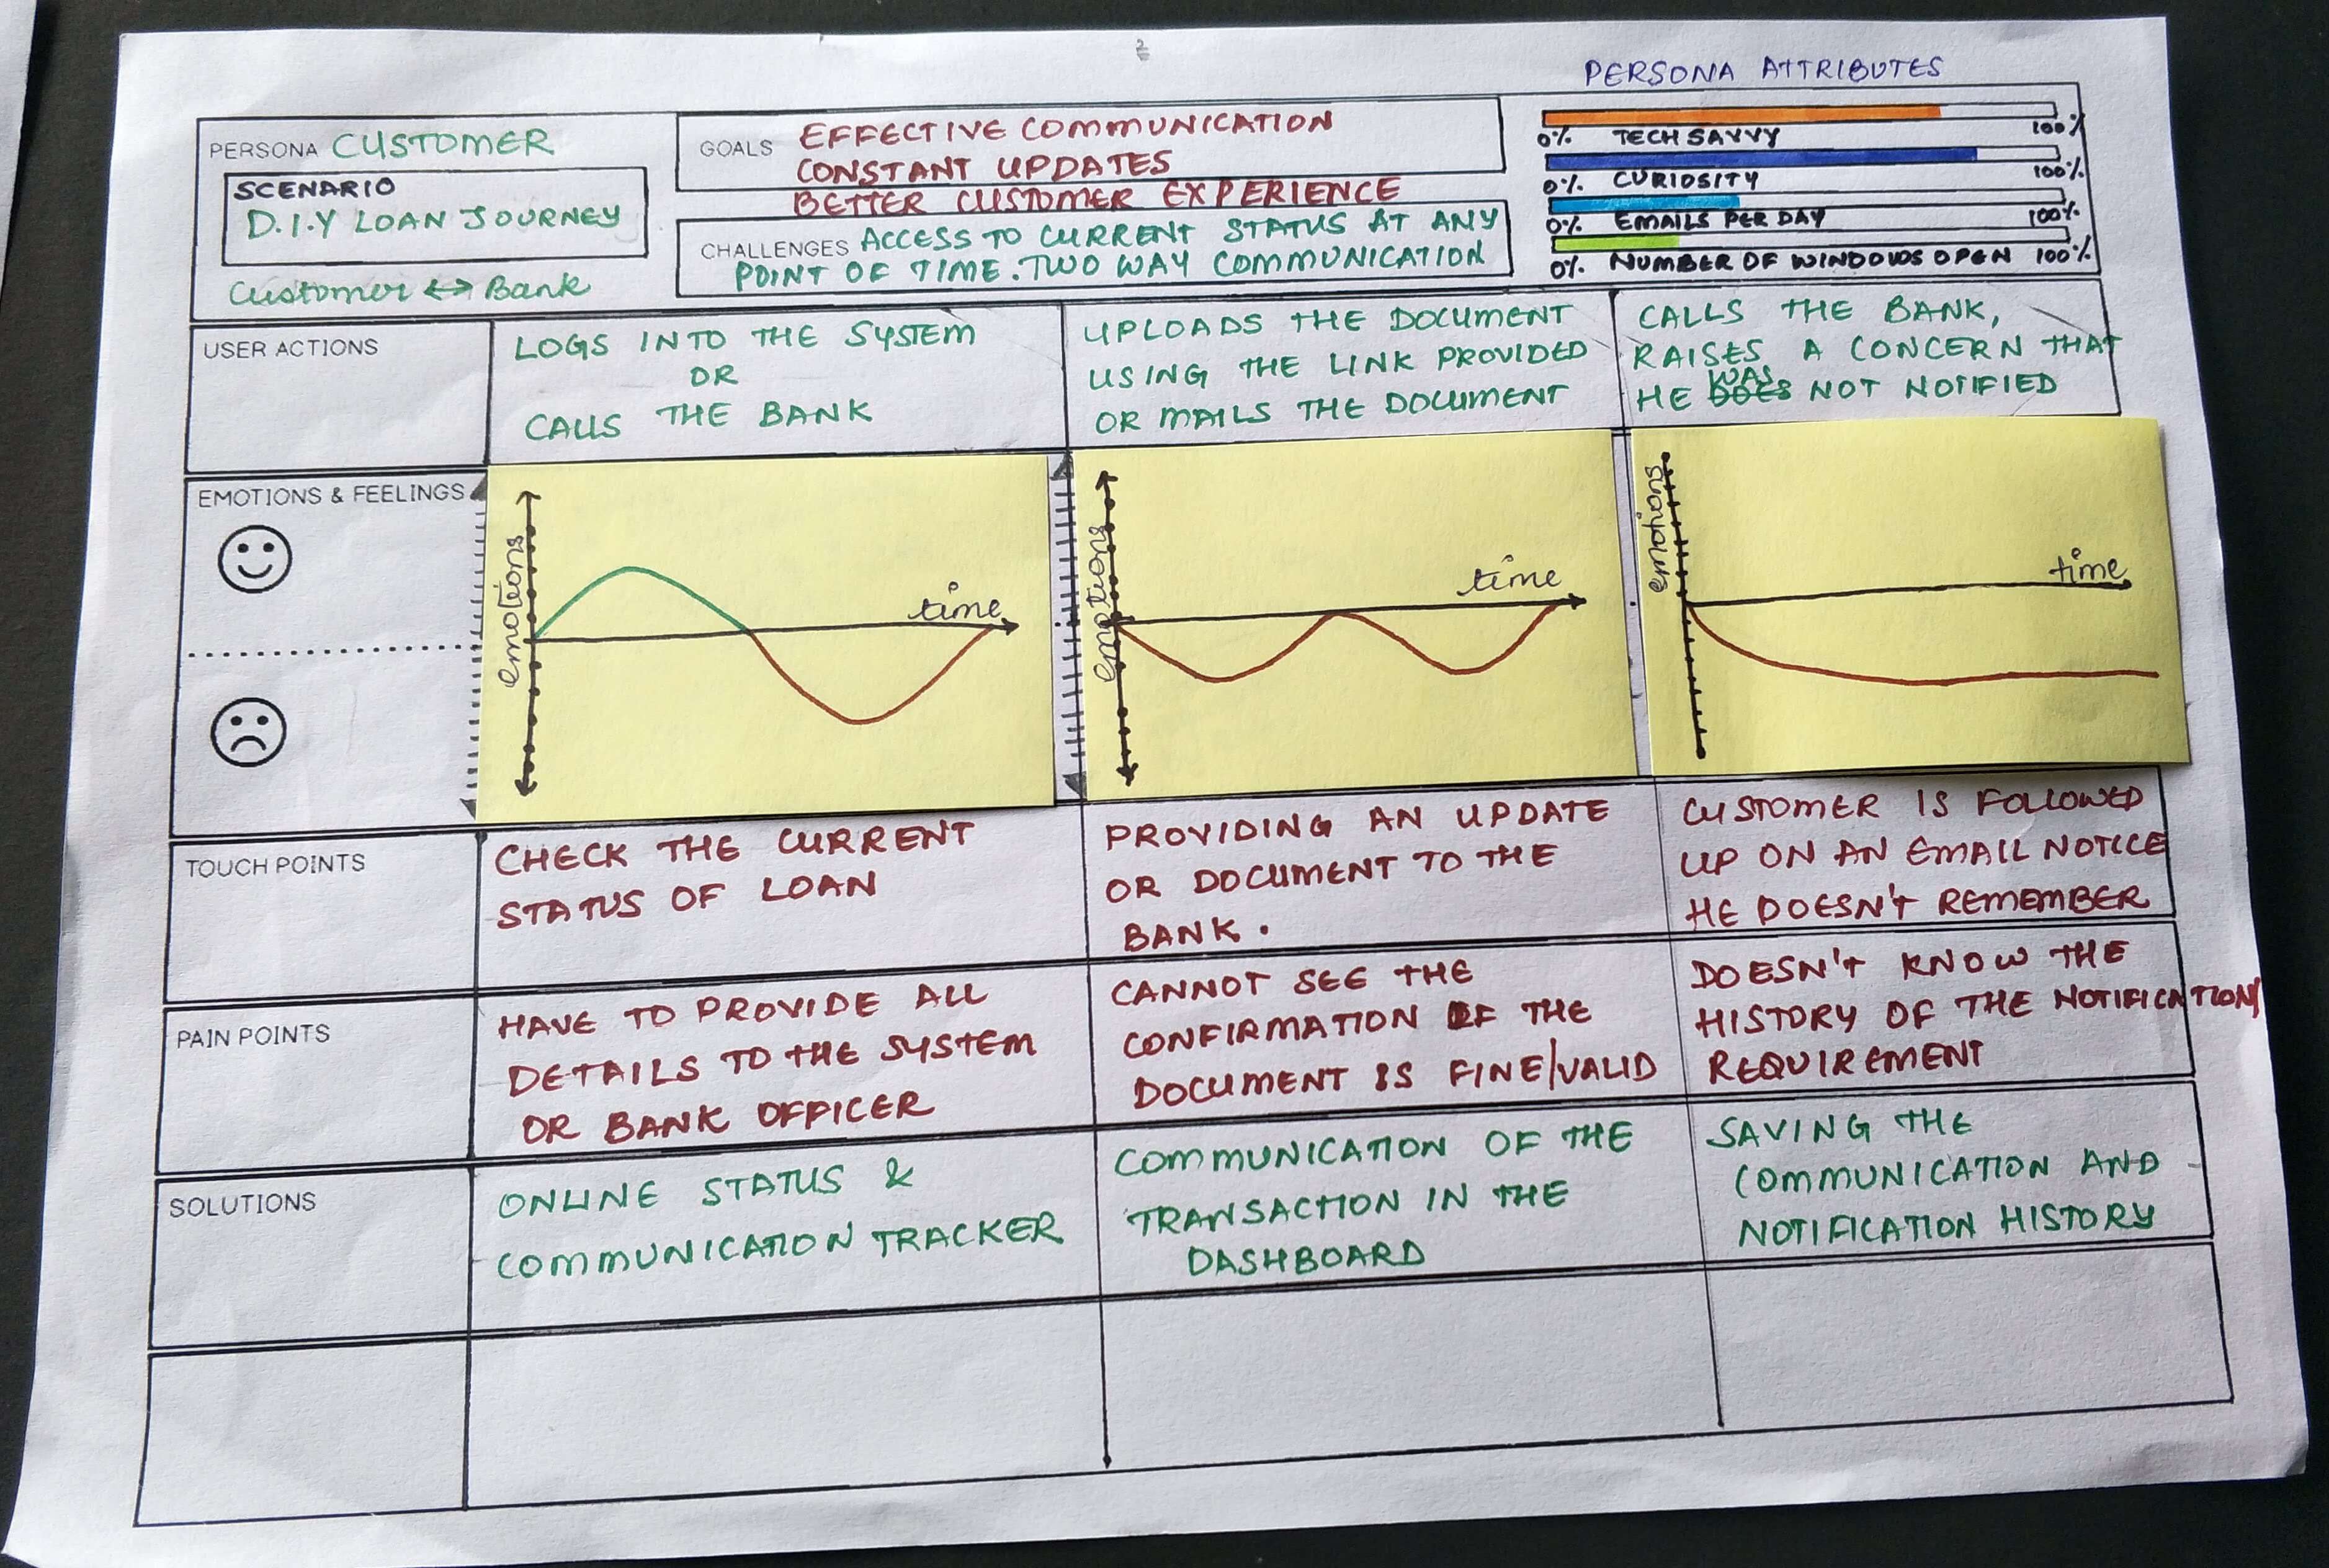 2
PERSONA ATTRIBUTES
PERSONA CUSTOMER
SCENARIO
D.I.Y LOAN JOURNEY
Customer ↔ Bank
GOALS EFFECTIVE COMMUNICATION
CONSTANT UPDATES
BETTER CUSTOMER EXPERIENCE
CHALLENGES ACCESS TO CURRENT STATUS AT ANY
POINT OF TIME. TWO WAY COMMUNICATION
0% TECH SAVVY 100%
0% CURIOSITY 100%
0% EMAILS PER DAY 100%
0% NUMBER OF WINDOWS OPEN 100%
USER ACTIONS
LOGS INTO THE SYSTEM
OR
CALLS THE BANK
UPLOADS THE DOCUMENT
USING THE LINK PROVIDED
OR MAILS THE DOCUMENT
CALLS THE BANK,
RAISES A CONCERN THAT
WAS
HE DOES NOT NOTIFIED
EMOTIONS & FEELINGS
emotions
time
emotions
time
emotions
time
TOUCH POINTS
CHECK THE CURRENT
STATUS OF LOAN
PROVIDING AN UPDATE
OR DOCUMENT TO THE
BANK.
CUSTOMER IS FOLLOWED
UP ON AN EMAIL NOTICE
HE DOESN'T REMEMBER
PAIN POINTS
HAVE TO PROVIDE ALL
DETAILS TO THE SYSTEM
OR BANK OFFICER
CANNOT SEE THE
CONFIRMATION OF THE
DOCUMENT IS FINE/VALID
DOESN'T KNOW THE
HISTORY OF THE NOTIFICATION/
REQUIREMENT
SOLUTIONS
ONLINE STATUS &
COMMUNICATION TRACKER
COMMUNICATION OF THE
TRANSACTION IN THE
DASHBOARD
SAVING THE
COMMUNICATION AND
NOTIFICATION HISTORY